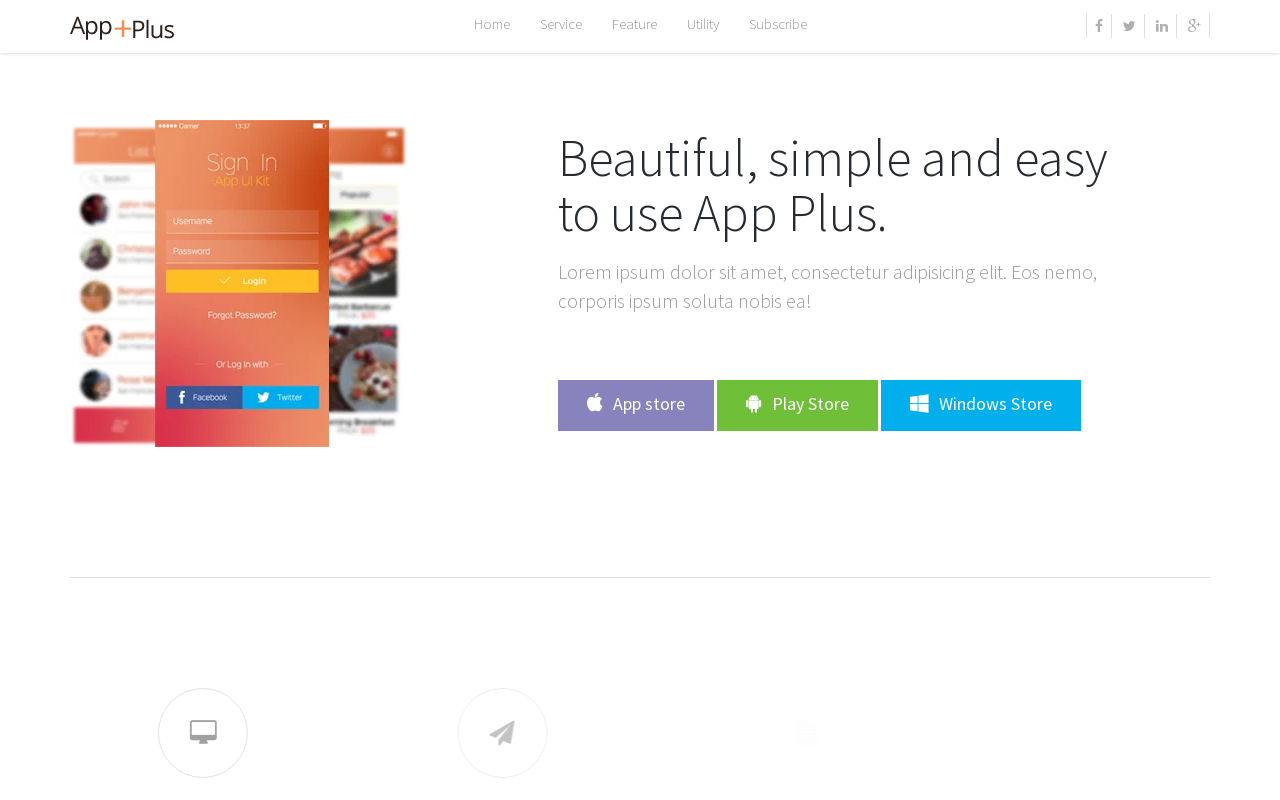 App+Plus
Home Service Feature Utility Subscribe
Carrier 13:37
Sign In
App UI Kit
Search
Username
Password
Login
Forgot Password?
Or Log In with
Facebook Twitter
Popular
Beautiful, simple and easy
to use App Plus.
Lorem ipsum dolor sit amet, consectetur adipisicing elit. Eos nemo,
corporis ipsum soluta nobis ea!
App store Play Store Windows Store